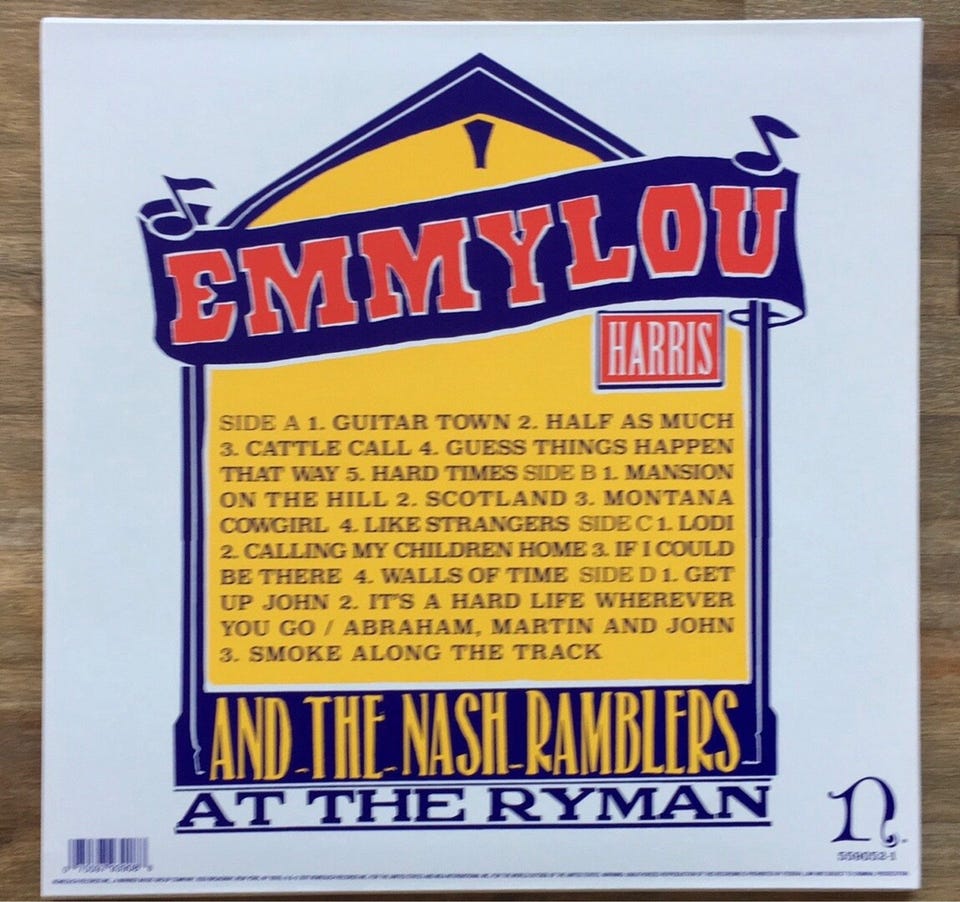 EMMYLOU
HARRIS
SIDE A 1. GUITAR TOWN 2. HALF AS MUCH
3. CATTLE CALL 4. GUESS THINGS HAPPEN
THAT WAY 5. HARD TIMES SIDE B 1. MANSION
ON THE HILL 2. SCOTLAND 3. MONTANA
COWGIRL 4. LIKE STRANGERS SIDE C 1. LODI
2. CALLING MY CHILDREN HOME 3. IF I COULD
BE THERE 4. WALLS OF TIME SIDE D 1. GET
UP JOHN 2. IT'S A HARD LIFE WHEREVER
YOU GO / ABRAHAM, MARTIN AND JOHN
3. SMOKE ALONG THE TRACK
AND THE NASH RAMBLERS
AT THE RYMAN
n
559052-1